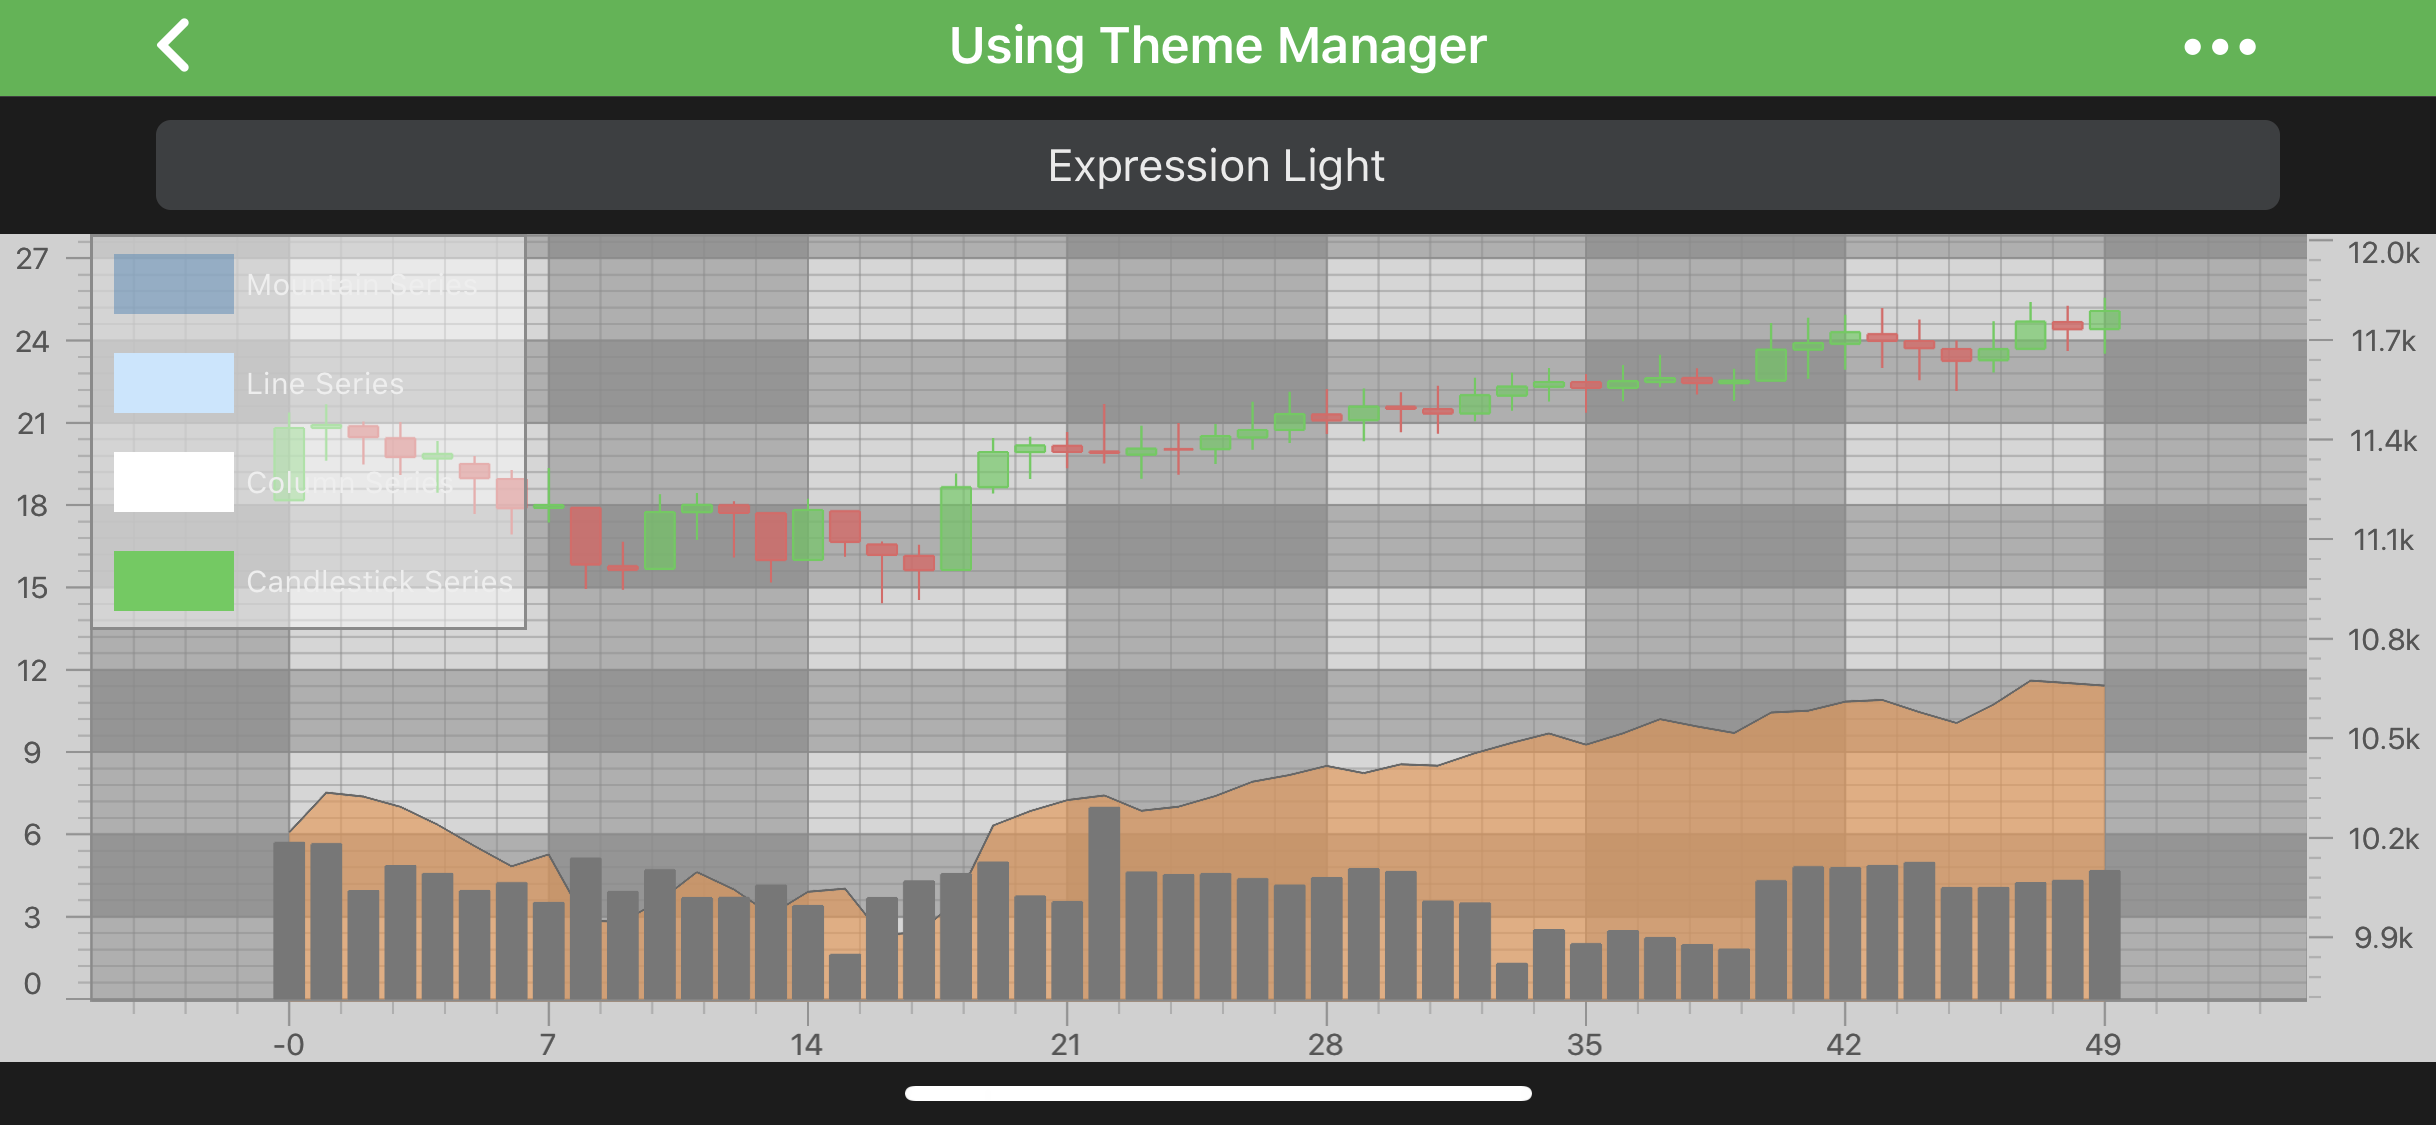 Using Theme Manager
Expression Light
Mountain Series
Line Series
Column Series
Candlestick Series
27
24
21
18
15
12
9
6
3
0
12.0k
11.7k
11.4k
11.1k
10.8k
10.5k
10.2k
9.9k
-0 7 14 21 28 35 42 49